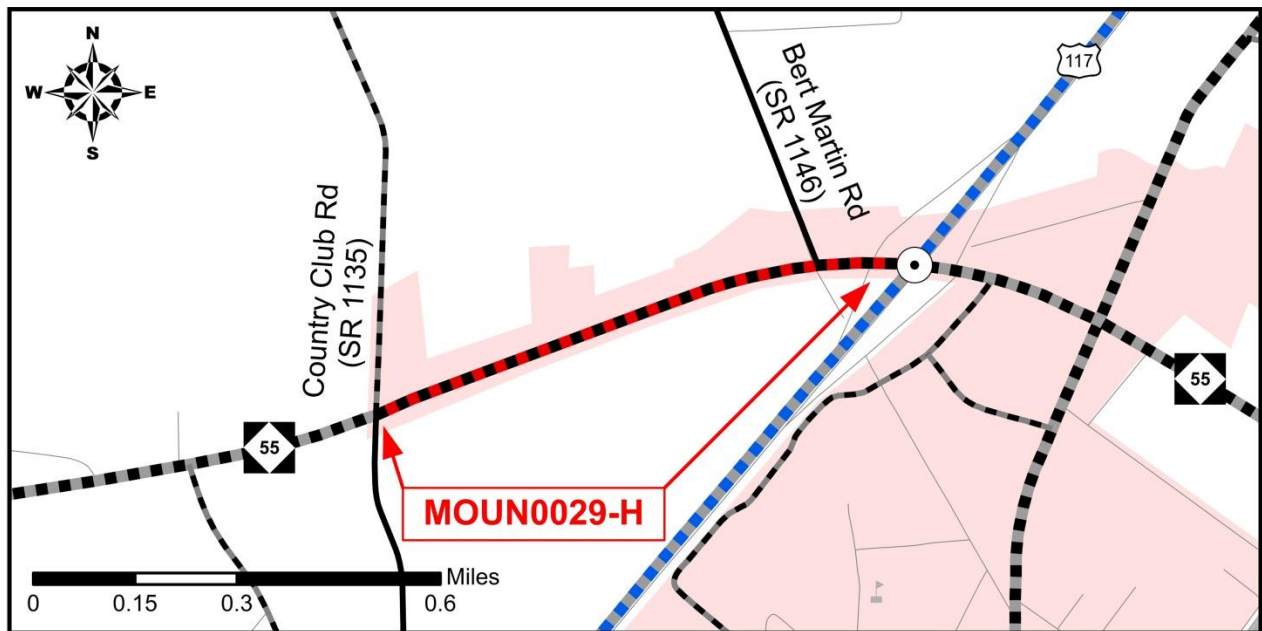 N
W E
S
117
Bert Martin Rd
(SR 1146)
Country Club Rd
(SR 1135)
55
55
MOUN0029-H
Miles
0 0.15 0.3 0.6